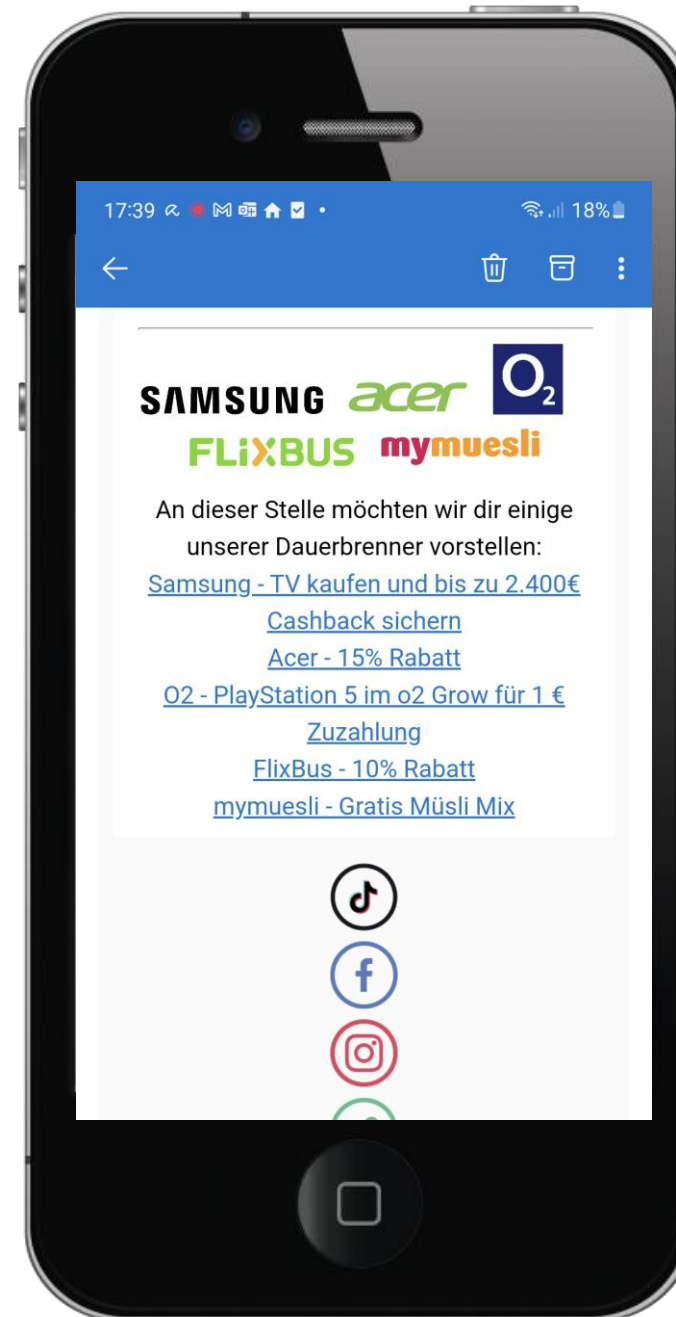 17:39
18%
SAMSUNG acer O2
FLiXBUS mymuesli
An dieser Stelle möchten wir dir einige
unserer Dauerbrenner vorstellen:
Samsung - TV kaufen und bis zu 2.400€
Cashback sichern
Acer - 15% Rabatt
O2 - PlayStation 5 im o2 Grow für 1 €
Zuzahlung
FlixBus - 10% Rabatt
mymuesli - Gratis Müsli Mix